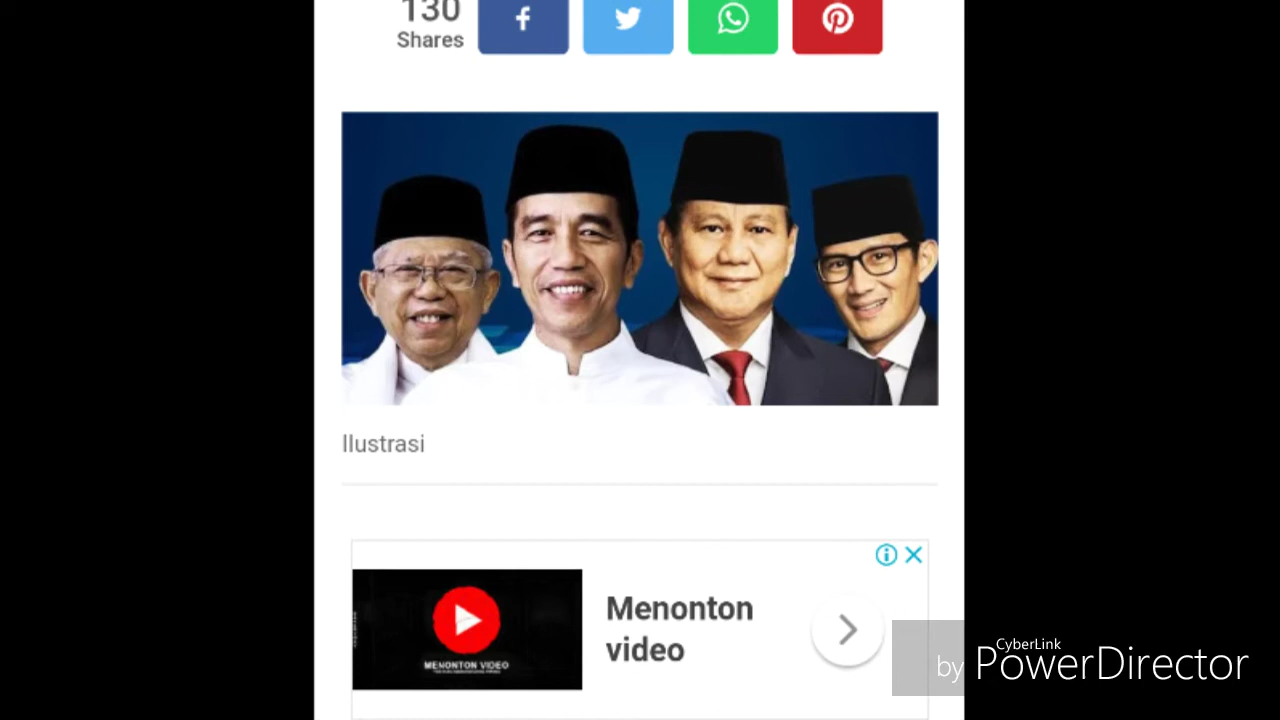 130
Shares
Ilustrasi
MENONTON VIDEO
Menonton
video
CyberLink
by PowerDirector